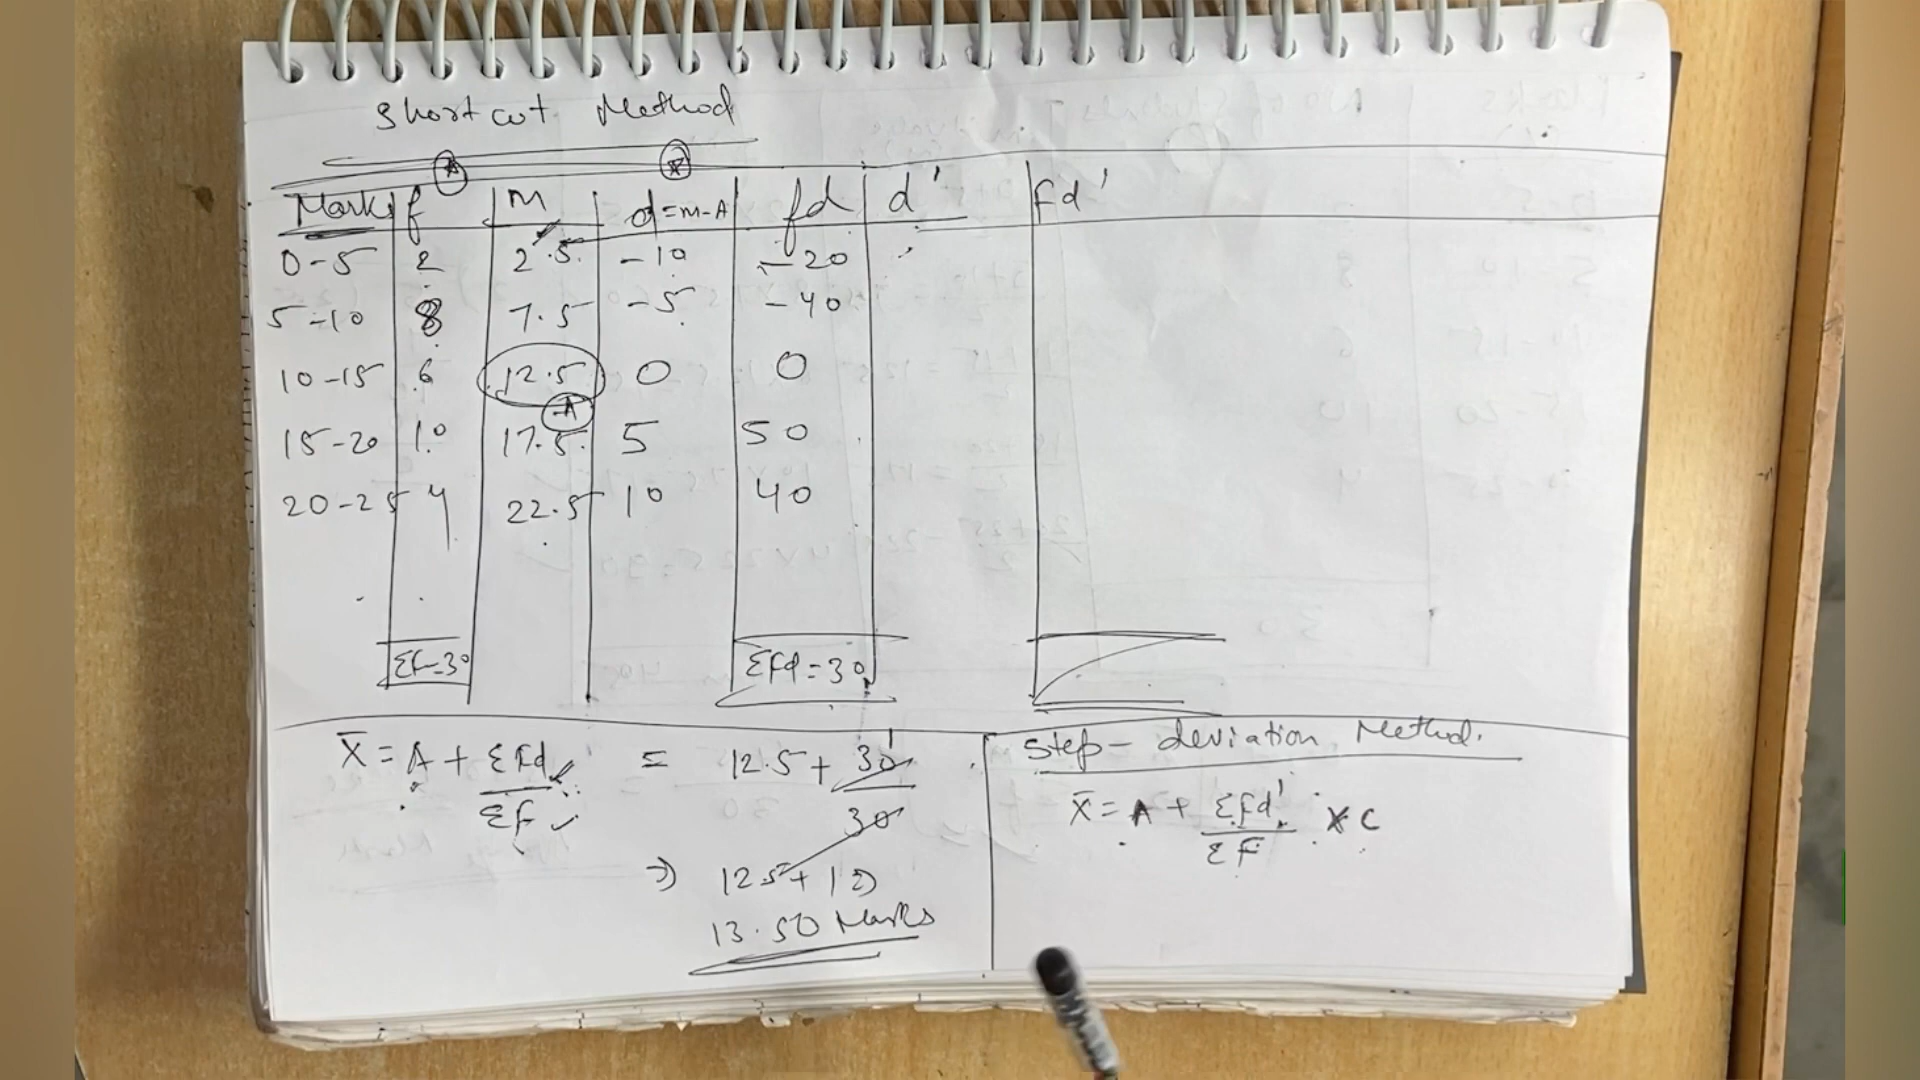 Shortcut Method
Marks f m d=m-A fd d' Fd'
0-5 2 2.5 -10 -20
5-10 8 7.5 -5 -40
10-15 6 12.5 0 0
A
15-20 10 17.5 5 50
20-25 4 22.5 10 40
Σf=30 Σfd=30
X̄ = A + Σfd/Σf = 12.5 + 30/30
⇒ 12.5 + 1
13.50 Marks
Step-deviation Method.
X̄ = A + Σfd'/Σf × C